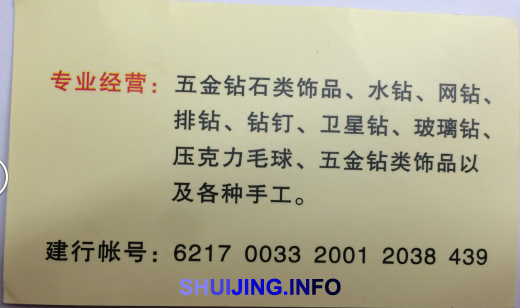 专业经营：五金钻石类饰品、水钻、网钻、
排钻、钻钉、卫星钻、玻璃钻、
压克力毛球、五金钻类饰品以
及各种手工。
建行帐号：6217 0033 2001 2038 439
SHUIJING.INFO